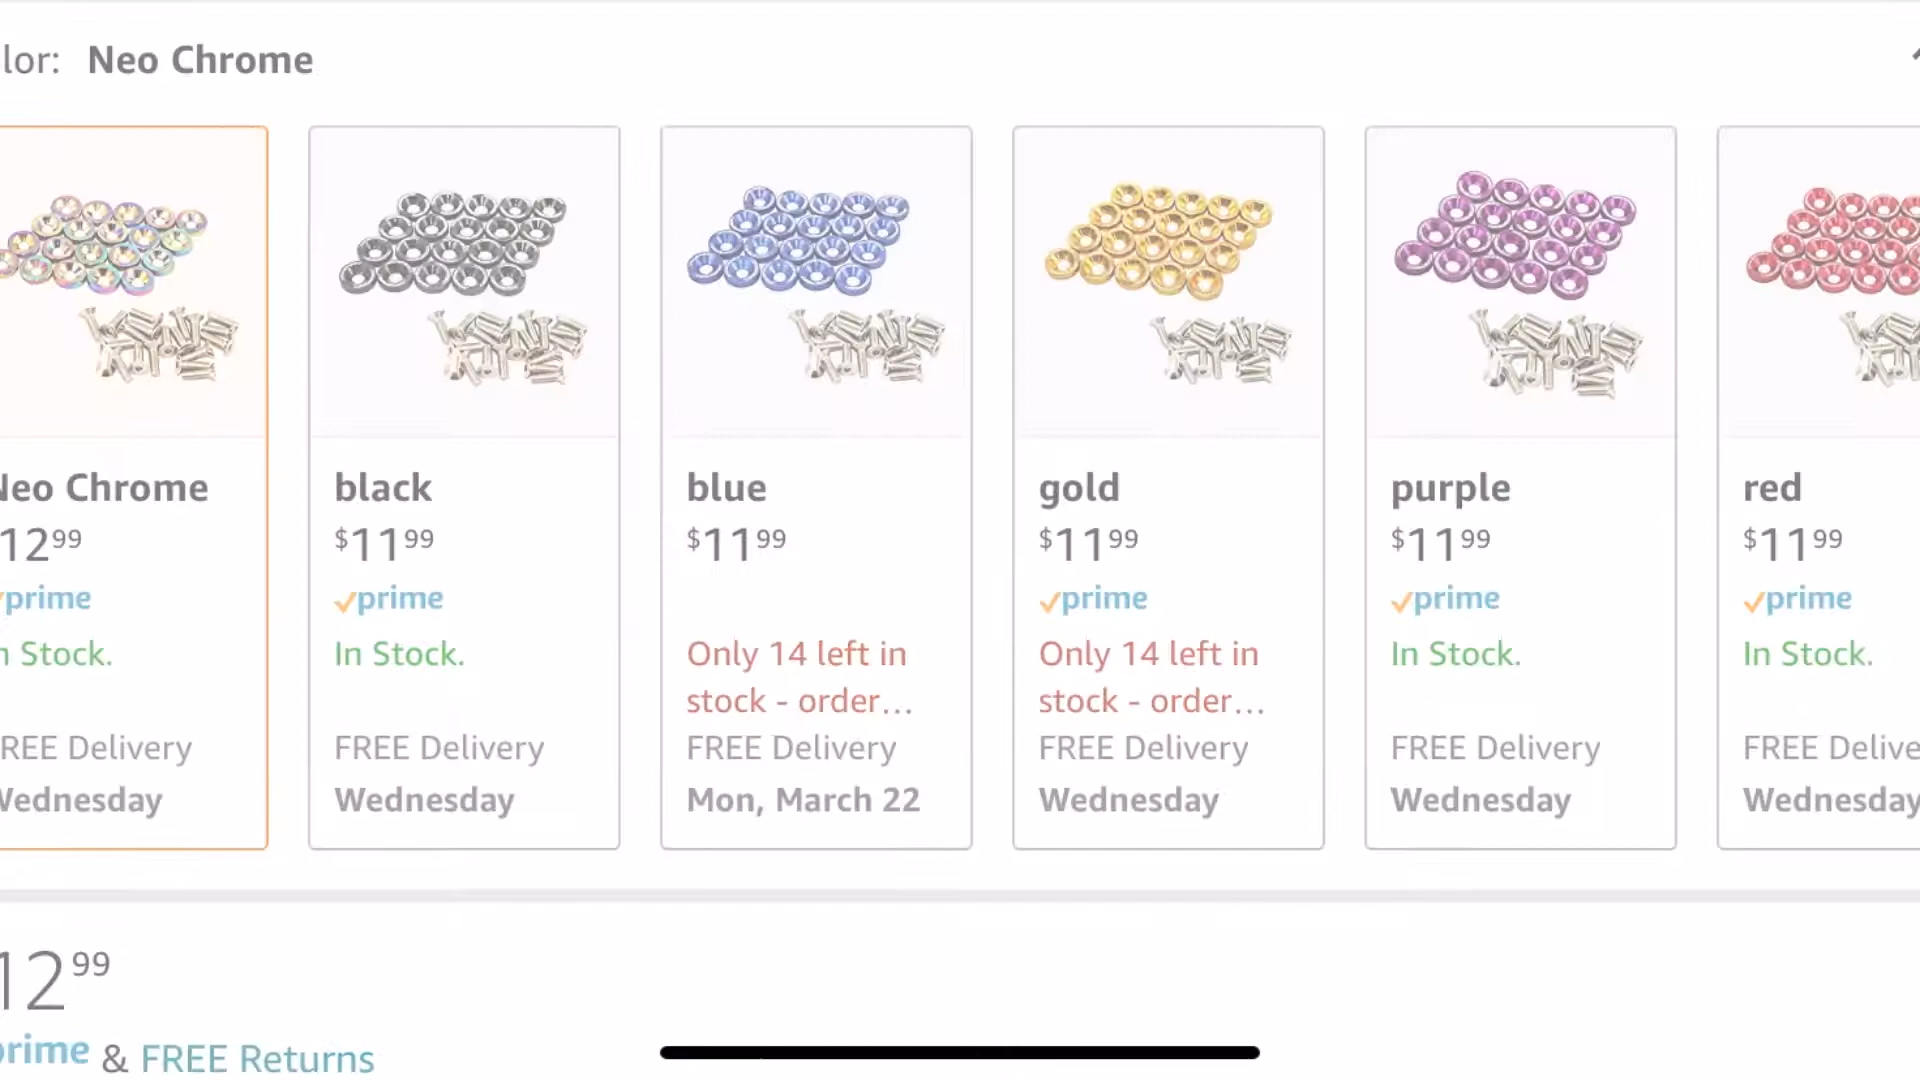 lor: Neo Chrome
Neo Chrome
12 99
prime
n Stock.
REE Delivery
Wednesday
black
$11 99
prime
In Stock.
FREE Delivery
Wednesday
blue
$11 99
Only 14 left in
stock - order...
FREE Delivery
Mon, March 22
gold
$11 99
prime
Only 14 left in
stock - order...
FREE Delivery
Wednesday
purple
$11 99
prime
In Stock.
FREE Delivery
Wednesday
red
$11 99
prime
In Stock.
FREE Delive
Wednesday
12 99
prime & FREE Returns